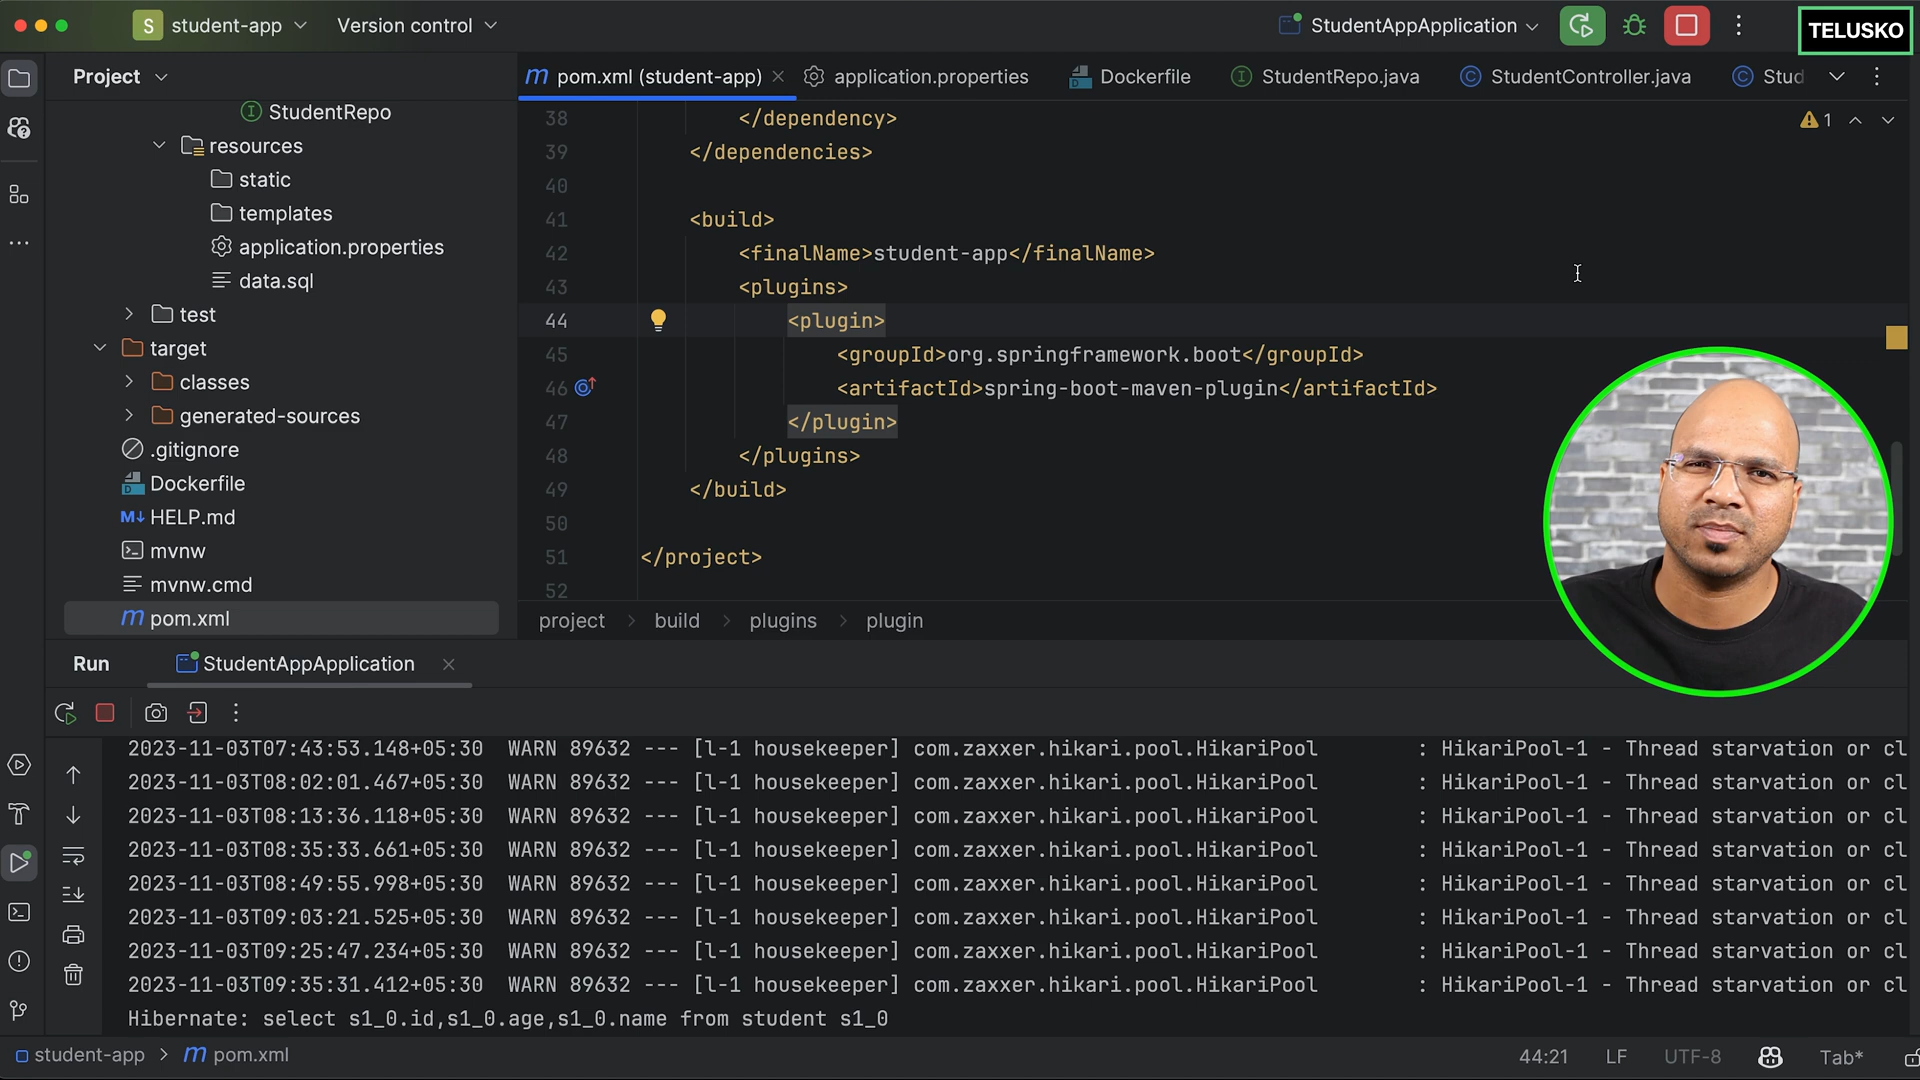 S student-app
Version control
StudentAppApplication
TELUSKO
Project
pom.xml (student-app)
application.properties
Dockerfile
StudentRepo.java
StudentController.java
Stud
StudentRepo
resources
static
templates
application.properties
data.sql
test
target
classes
generated-sources
.gitignore
Dockerfile
HELP.md
mvnw
mvnw.cmd
pom.xml
1
38 </dependency>
39 </dependencies>
40
41 <build>
42 <finalName>student-app</finalName>
43 <plugins>
44 <plugin>
45 <groupId>org.springframework.boot</groupId>
46 <artifactId>spring-boot-maven-plugin</artifactId>
47 </plugin>
48 </plugins>
49 </build>
50
51 </project>
52
project > build > plugins > plugin
Run
StudentAppApplication
2023-11-03T07:43:53.148+05:30 WARN 89632 --- [l-1 housekeeper] com.zaxxer.hikari.pool.HikariPool : HikariPool-1 - Thread starvation or cl
2023-11-03T08:02:01.467+05:30 WARN 89632 --- [l-1 housekeeper] com.zaxxer.hikari.pool.HikariPool : HikariPool-1 - Thread starvation or cl
2023-11-03T08:13:36.118+05:30 WARN 89632 --- [l-1 housekeeper] com.zaxxer.hikari.pool.HikariPool : HikariPool-1 - Thread starvation or cl
2023-11-03T08:35:33.661+05:30 WARN 89632 --- [l-1 housekeeper] com.zaxxer.hikari.pool.HikariPool : HikariPool-1 - Thread starvation or cl
2023-11-03T08:49:55.998+05:30 WARN 89632 --- [l-1 housekeeper] com.zaxxer.hikari.pool.HikariPool : HikariPool-1 - Thread starvation or cl
2023-11-03T09:03:21.525+05:30 WARN 89632 --- [l-1 housekeeper] com.zaxxer.hikari.pool.HikariPool : HikariPool-1 - Thread starvation or cl
2023-11-03T09:25:47.234+05:30 WARN 89632 --- [l-1 housekeeper] com.zaxxer.hikari.pool.HikariPool : HikariPool-1 - Thread starvation or cl
2023-11-03T09:35:31.412+05:30 WARN 89632 --- [l-1 housekeeper] com.zaxxer.hikari.pool.HikariPool : HikariPool-1 - Thread starvation or cl
Hibernate: select s1_0.id,s1_0.age,s1_0.name from student s1_0
student-app > pom.xml
44:21
LF
UTF-8
Tab*